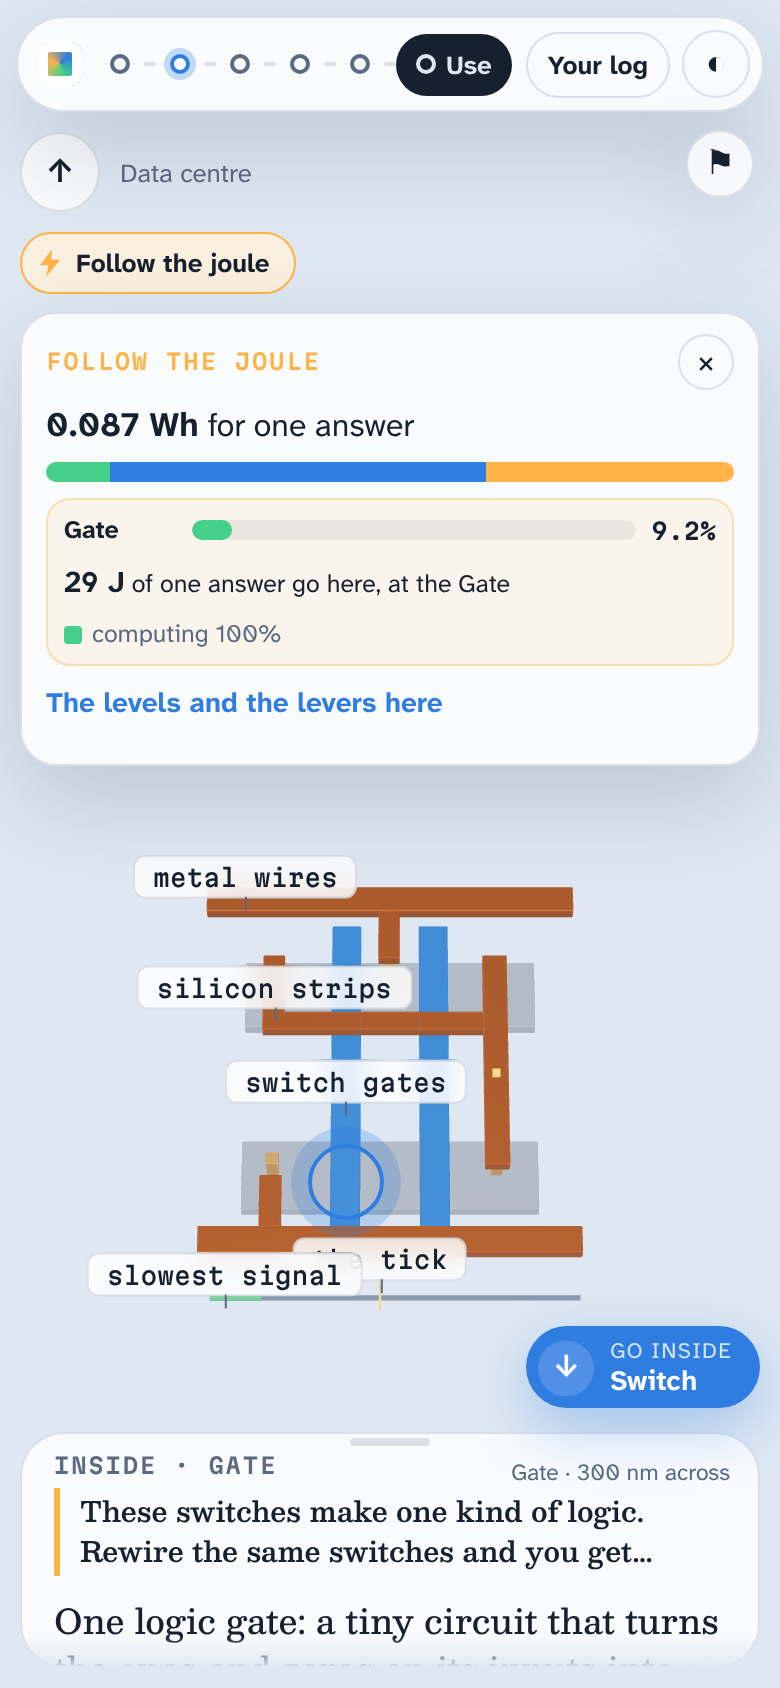 Use
Your log
Data centre
Follow the joule
FOLLOW THE JOULE
0.087 Wh for one answer
Gate 9.2%
29 J of one answer go here, at the Gate
computing 100%
The levels and the levers here
metal wires
silicon strips
switch gates
tick
slowest signal
GO INSIDE
Switch
INSIDE · GATE
Gate · 300 nm across
These switches make one kind of logic.
Rewire the same switches and you get...
One logic gate: a tiny circuit that turns